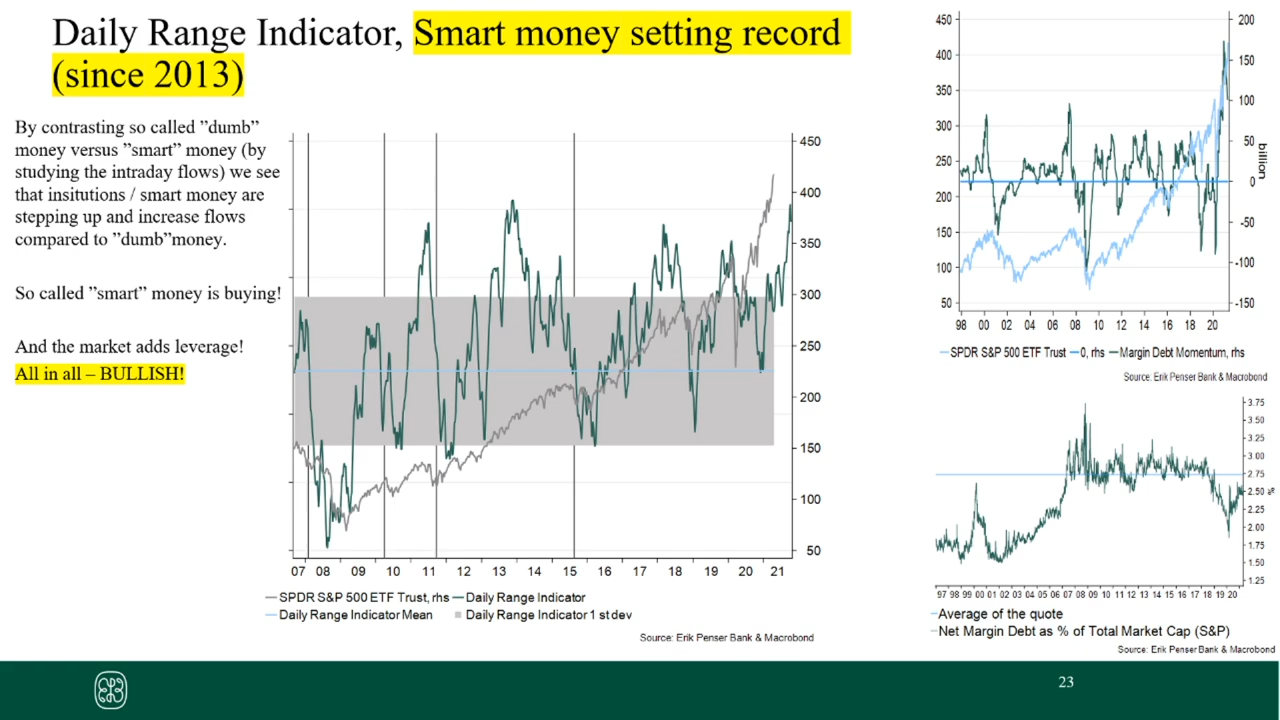 Daily Range Indicator, Smart money setting record
(since 2013)
By contrasting so called ”dumb”
money versus ”smart” money (by
studying the intraday flows) we see
that insitutions / smart money are
stepping up and increase flows
compared to ”dumb”money.
So called ”smart” money is buying!
And the market adds leverage!
All in all – BULLISH!
450
400
350
300
250
200
150
100
50
07 08 09 10 11 12 13 14 15 16 17 18 19 20 21
SPDR S&P 500 ETF Trust, rhs Daily Range Indicator
Daily Range Indicator Mean Daily Range Indicator 1 st dev
Source: Erik Penser Bank & Macrobond
450 200
400 150
350 100
300 50
250 0
200 -50
150 -100
100 -150
50
billion
98 00 02 04 06 08 10 12 14 16 18 20
SPDR S&P 500 ETF Trust 0, rhs Margin Debt Momentum, rhs
Source: Erik Penser Bank & Macrobond
3.75
3.50
3.25
3.00
2.75
2.50 %
2.25
2.00
1.75
1.50
1.25
97 98 99 00 01 02 03 04 05 06 07 08 09 10 11 12 13 14 15 16 17 18 19 20
Average of the quote
Net Margin Debt as % of Total Market Cap (S&P)
Source: Erik Penser Bank & Macrobond
23